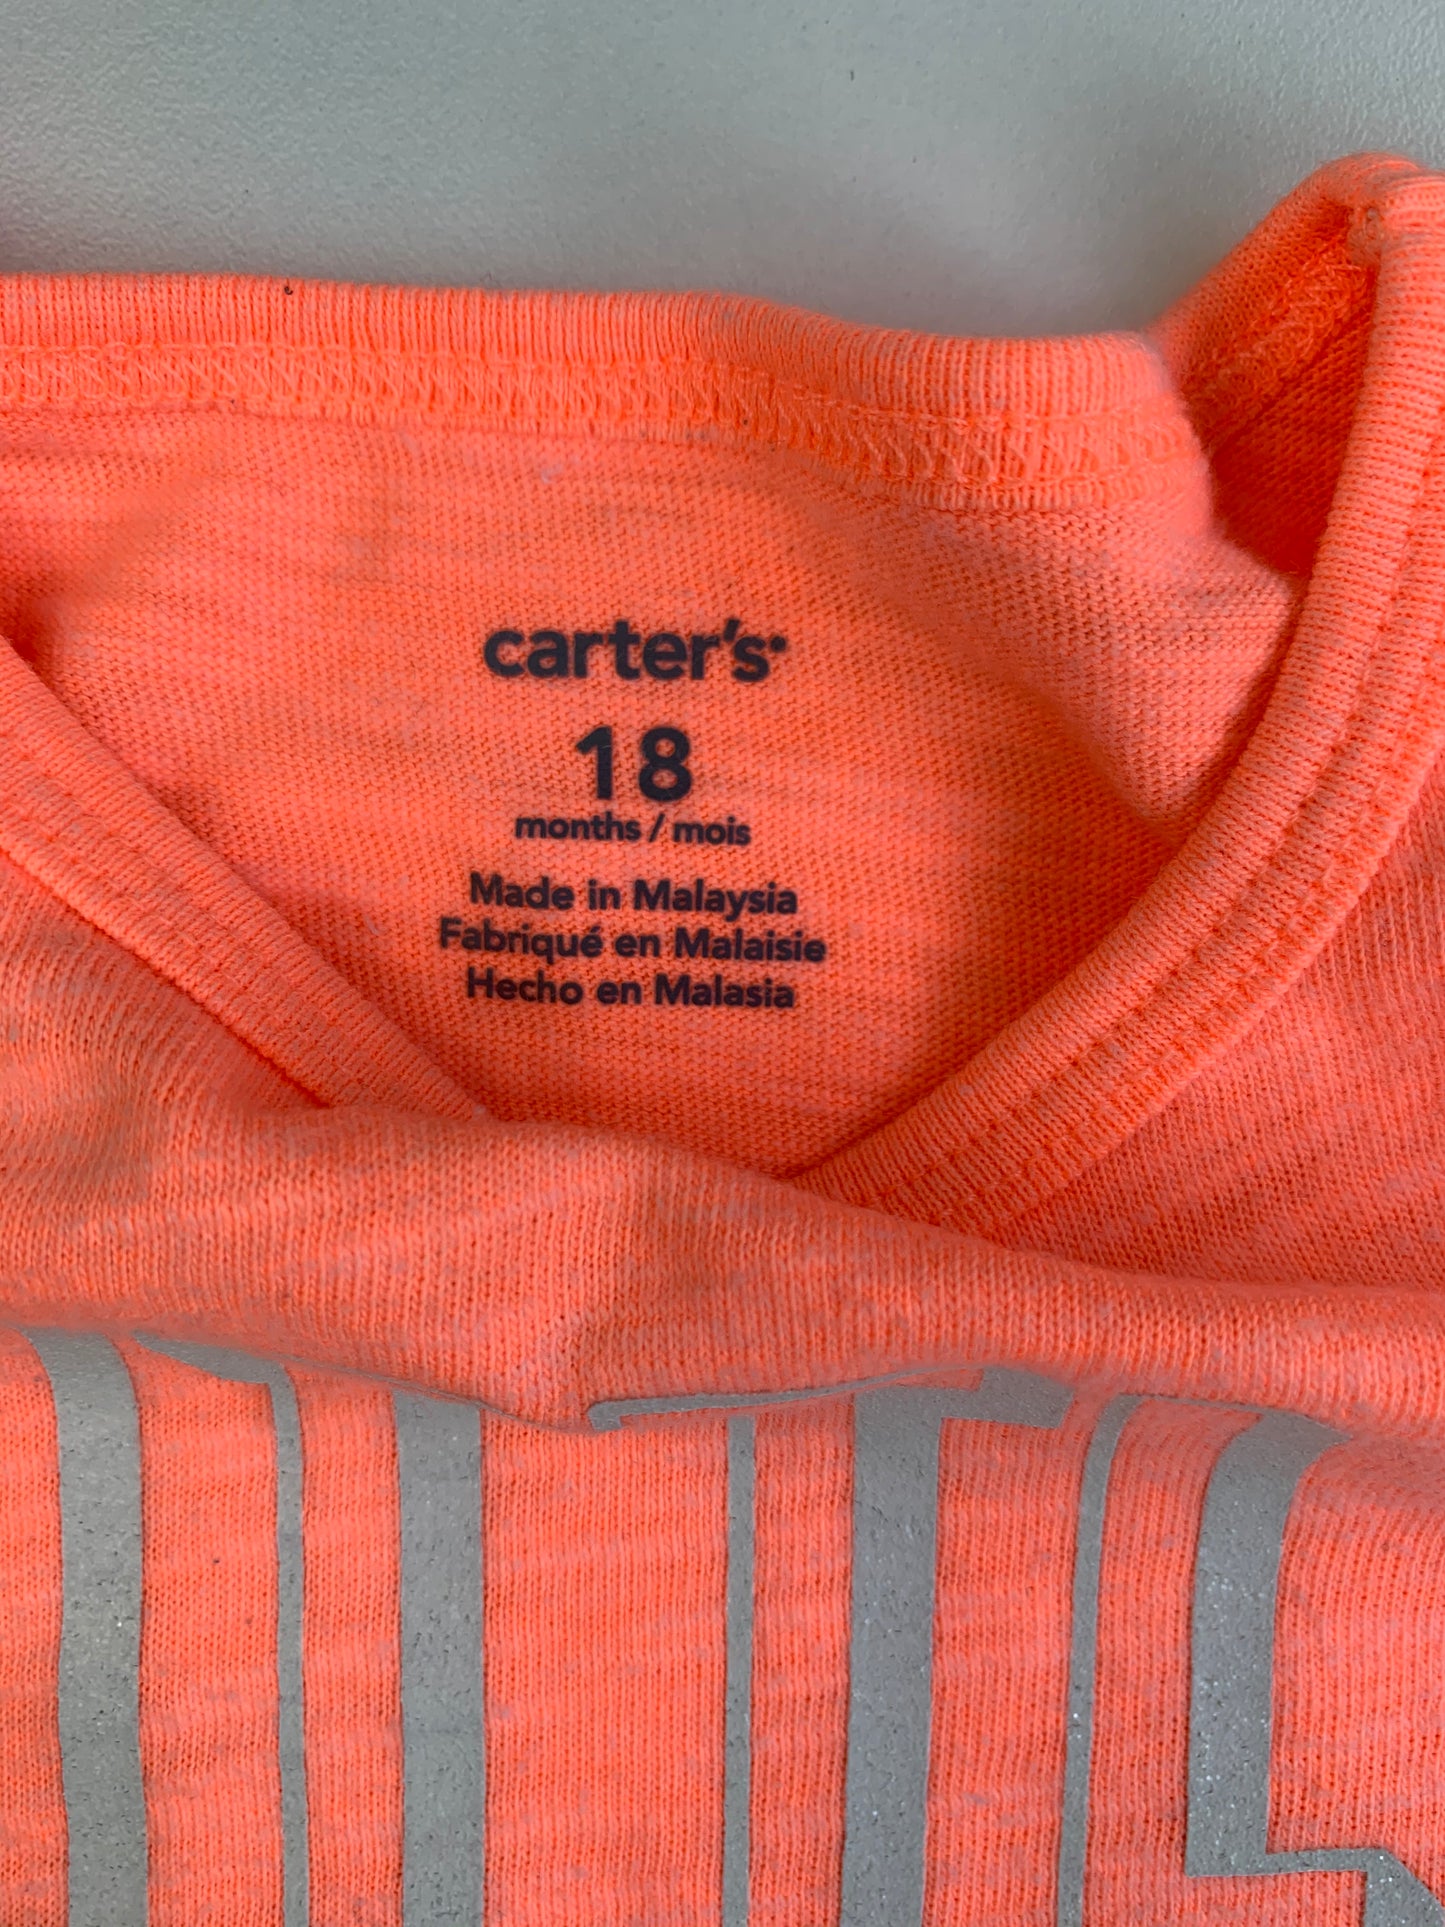 carter's
18
months / mois
Made in Malaysia
Fabriqué en Malaisie
Hecho en Malasia